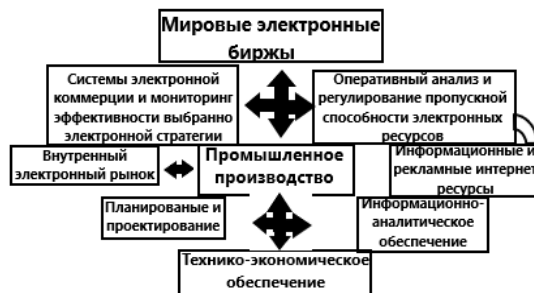 Мировые электронные
биржы
Системы электронной
коммерции и мониторинг
эффективности выбранно
электронной стратегии
Оперативный анализ и
регулирование пропускной
способности электронных
ресурсов
Внутренный
электронный рынок
Промышленное
производство
Информационные и
рекламные интернет
ресурсы
Планированые и
проектирование
Информационно-
аналитическое
обеспечение
Технико-экономическое
обеспечение